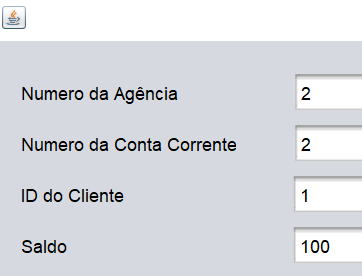 Numero da Agência 2
Numero da Conta Corrente 2
ID do Cliente 1
Saldo 100